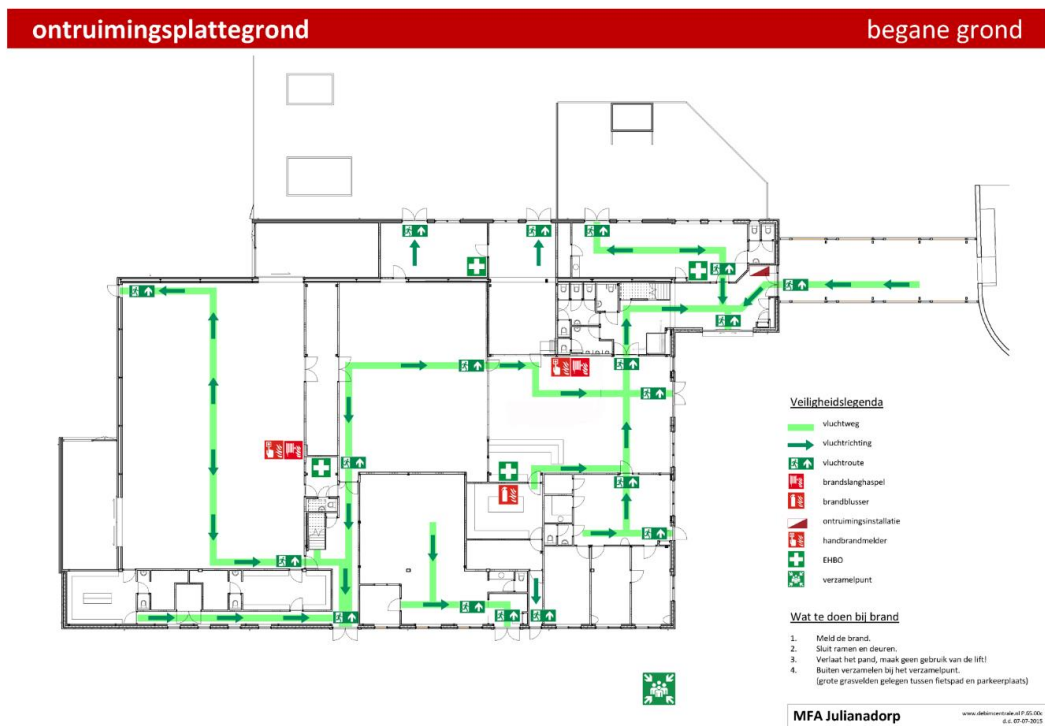 ontruimingsplattegrond
begane grond
Veiligheidslegenda
vluchtweg
vluchtrichting
vluchtroute
brandslanghaspel
brandblusser
ontruimingsinstallatie
handbrandmelder
EHBO
verzamelpunt
Wat te doen bij brand
1. Meld de brand.
2. Sluit ramen en deuren.
3. Verlaat het pand, maak geen gebruik van de lift!
4. Buiten verzamelen bij het verzamelpunt.
(grote grasvelden gelegen tussen fietspad en parkeerplaats)
MFA Julianadorp
d.d. 07-07-2015